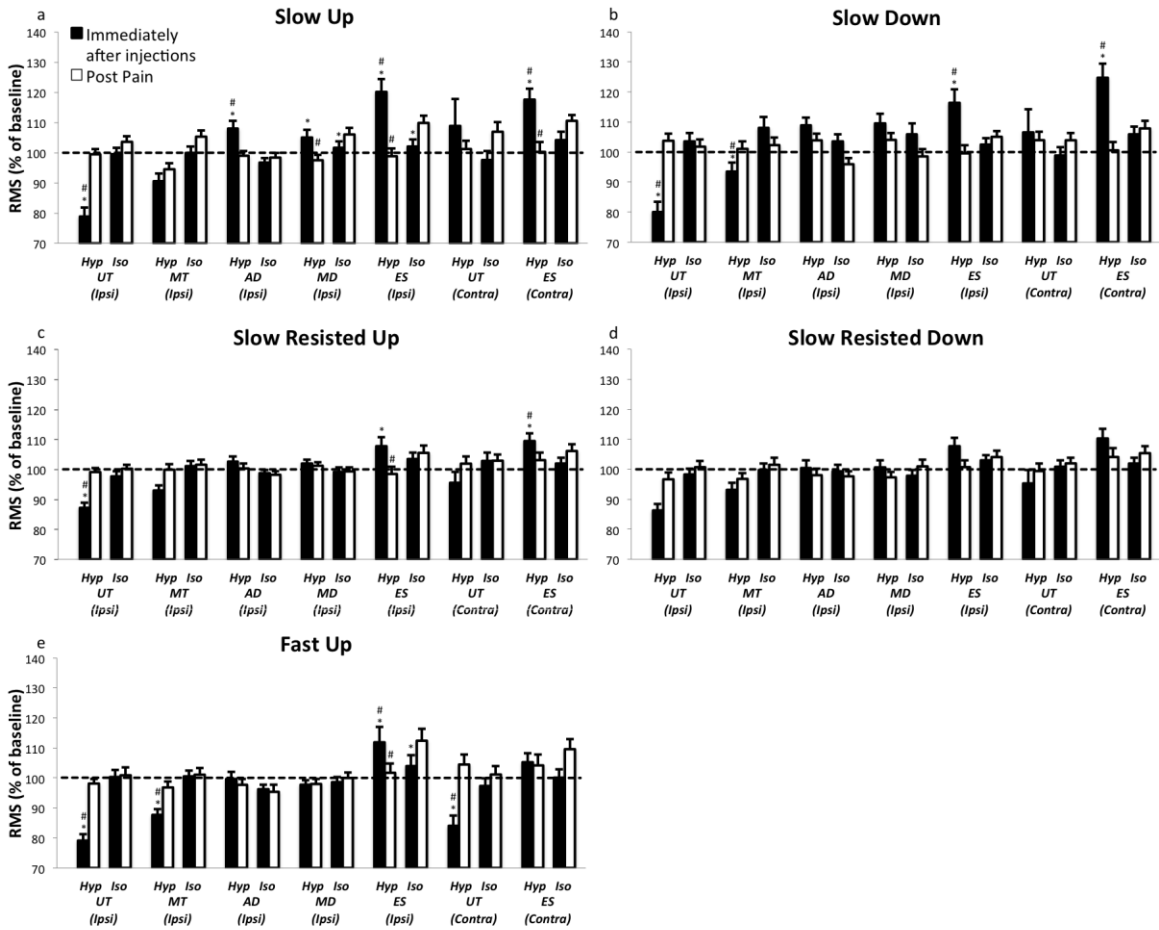 a
Slow Up
140
130
120
110
100
90
80
70
RMS (% of baseline)
Immediately
after injections
Post Pain
# * # * * # * # * # * # *
# * #
Hyp Iso Hyp Iso Hyp Iso Hyp Iso Hyp Iso Hyp Iso Hyp Iso
UT MT AD MD ES UT ES
(Ipsi) (Ipsi) (Ipsi) (Ipsi) (Ipsi) (Contra) (Contra)
b
Slow Down
140
130
120
110
100
90
80
70
# * # * # * # *
Hyp Iso Hyp Iso Hyp Iso Hyp Iso Hyp Iso Hyp Iso Hyp Iso
UT MT AD MD ES UT ES
(Ipsi) (Ipsi) (Ipsi) (Ipsi) (Ipsi) (Contra) (Contra)
c
Slow Resisted Up
140
130
120
110
100
90
80
70
RMS (% of baseline)
# * * # # *
Hyp Iso Hyp Iso Hyp Iso Hyp Iso Hyp Iso Hyp Iso Hyp Iso
UT MT AD MD ES UT ES
(Ipsi) (Ipsi) (Ipsi) (Ipsi) (Ipsi) (Contra) (Contra)
d
Slow Resisted Down
140
130
120
110
100
90
80
70
Hyp Iso Hyp Iso Hyp Iso Hyp Iso Hyp Iso Hyp Iso Hyp Iso
UT MT AD MD ES UT ES
(Ipsi) (Ipsi) (Ipsi) (Ipsi) (Ipsi) (Contra) (Contra)
e
Fast Up
140
130
120
110
100
90
80
70
RMS (% of baseline)
# * # * # * # * # *
Hyp Iso Hyp Iso Hyp Iso Hyp Iso Hyp Iso Hyp Iso Hyp Iso
UT MT AD MD ES UT ES
(Ipsi) (Ipsi) (Ipsi) (Ipsi) (Ipsi) (Contra) (Contra)